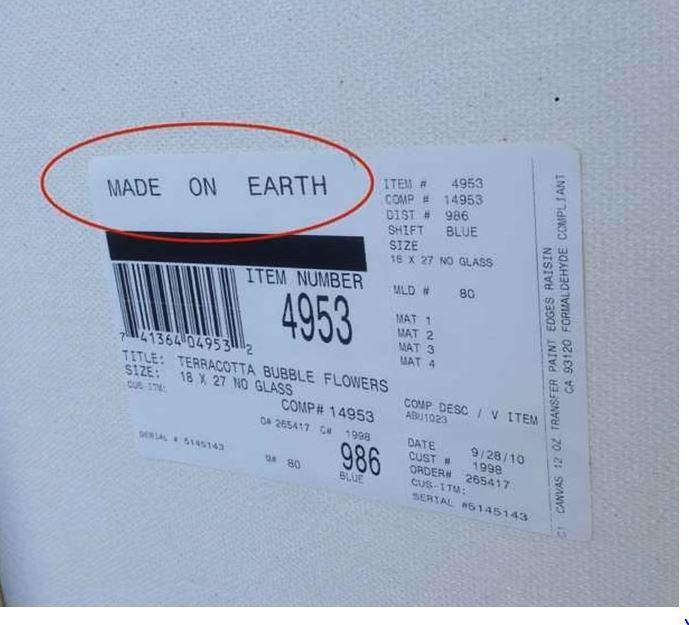 MADE ON EARTH
ITEM NUMBER
4953
7 41364 04953 2
TITLE: TERRACOTTA BUBBLE FLOWERS
SIZE: 18 X 27 NO GLASS
CUS-ITM:
COMP# 14953
O# 265417 C# 1998
SERIAL # 5145143
M# 80
986
BLUE
ITEM # 4953
COMP # 14953
DIST # 986
SHIFT BLUE
SIZE
18 X 27 NO GLASS
MLD # 80
MAT 1
MAT 2
MAT 3
MAT 4
COMP DESC / V ITEM
ABU1023
DATE 9/28/10
CUST # 1998
ORDER# 265417
CUS-ITM:
SERIAL #5145143
C1 CANVAS 12 OZ TRANSFER PAINT EDGES RAISIN
CA 93120 FORMALDEHYDE COMPLIANT